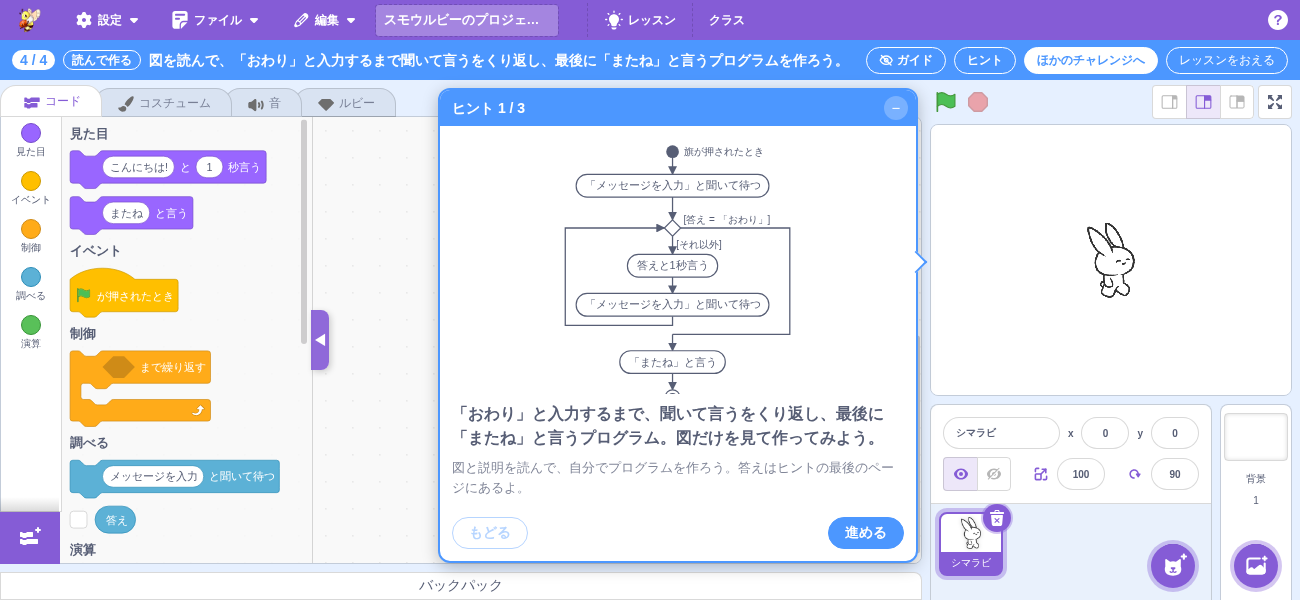 設定
ファイル
編集
スモウルビーのプロジェ…
レッスン
クラス
?
4 / 4
読んで作る
図を読んで、「おわり」と入力するまで聞いて言うをくり返し、最後に「またね」と言うプログラムを作ろう。
ガイド
ヒント
ほかのチャレンジへ
レッスンをおえる
コード
コスチューム
音
ルビー
見た目
イベント
制御
調べる
演算
見た目
こんにちは! と 1 秒言う
またね と言う
イベント
が押されたとき
制御
まで繰り返す
調べる
メッセージを入力 と聞いて待つ
答え
演算
ヒント 1 / 3
旗が押されたとき
「メッセージを入力」と聞いて待つ
[答え = 「おわり」]
[それ以外]
答えと1秒言う
「メッセージを入力」と聞いて待つ
「またね」と言う
「おわり」と入力するまで、聞いて言うをくり返し、最後に
「またね」と言うプログラム。図だけを見て作ってみよう。
図と説明を読んで、自分でプログラムを作ろう。答えはヒントの最後のペー
ジにあるよ。
もどる
進める
シマラビ
x 0 y 0
100
90
シマラビ
背景
1
バックパック